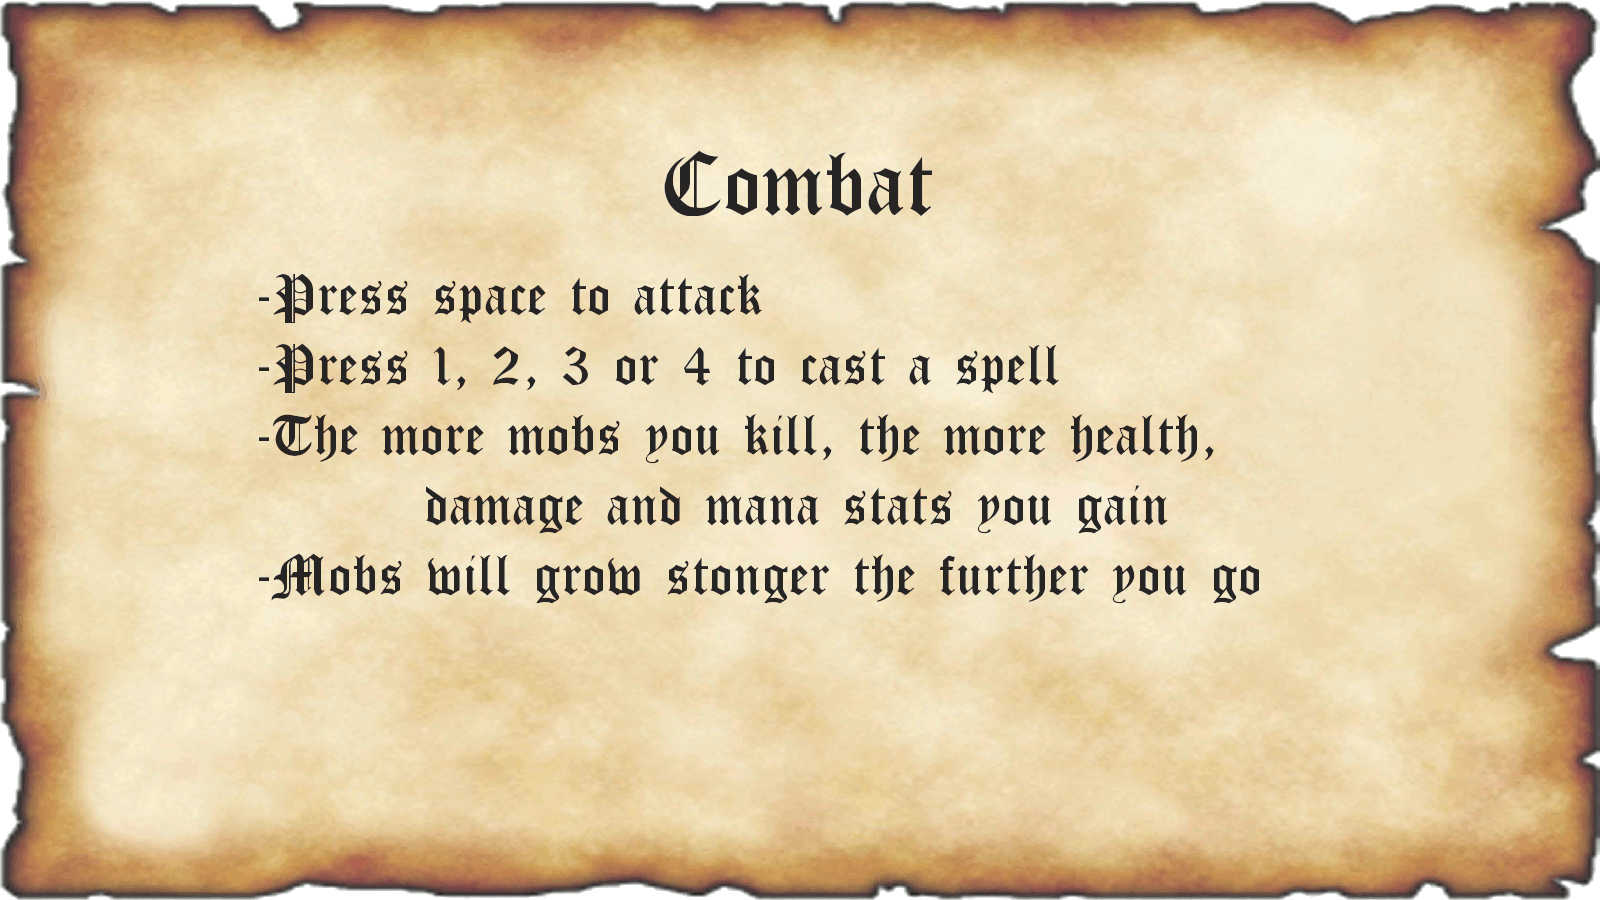 Combat
-Press space to attack
-Press 1, 2, 3 or 4 to cast a spell
-The more mobs you kill, the more health,
damage and mana stats you gain
-Mobs will grow stonger the further you go